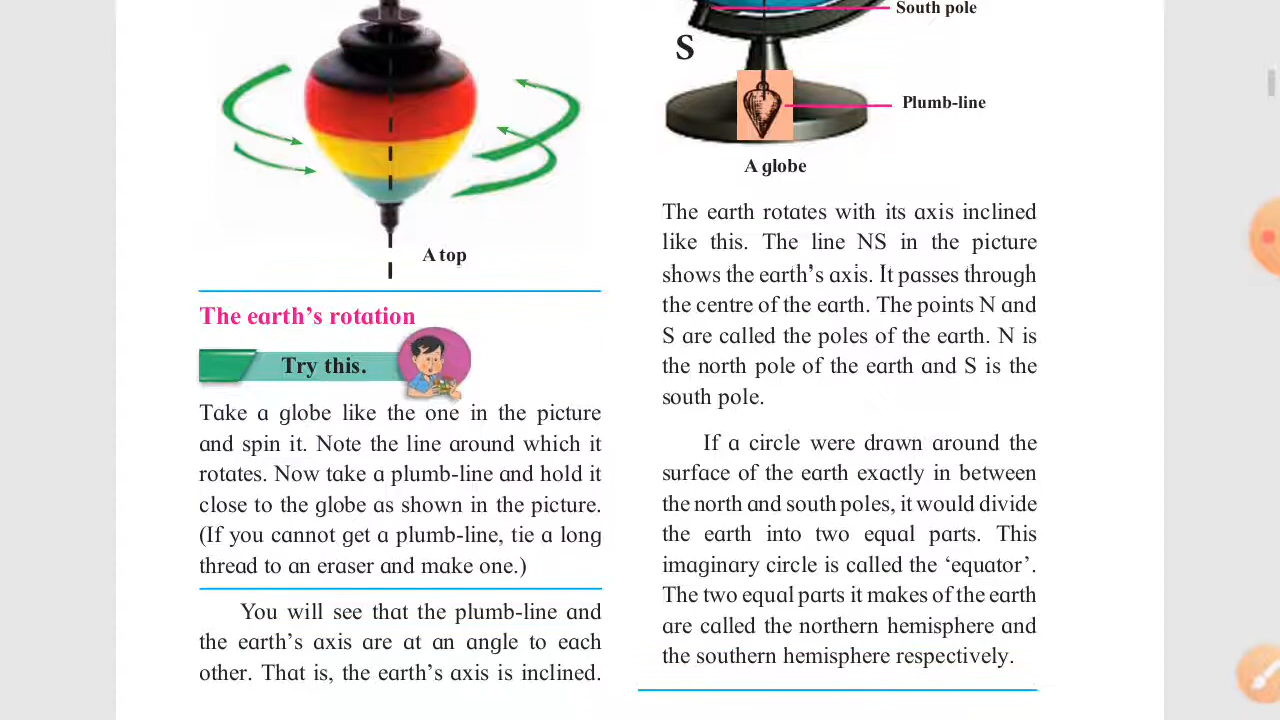 A top
The earth's rotation
Try this.
Take a globe like the one in the picture
and spin it. Note the line around which it
rotates. Now take a plumb-line and hold it
close to the globe as shown in the picture.
(If you cannot get a plumb-line, tie a long
thread to an eraser and make one.)
You will see that the plumb-line and
the earth's axis are at an angle to each
other. That is, the earth's axis is inclined.
South pole
S
Plumb-line
A globe
The earth rotates with its axis inclined
like this. The line NS in the picture
shows the earth's axis. It passes through
the centre of the earth. The points N and
S are called the poles of the earth. N is
the north pole of the earth and S is the
south pole.
If a circle were drawn around the
surface of the earth exactly in between
the north and south poles, it would divide
the earth into two equal parts. This
imaginary circle is called the ‘equator’.
The two equal parts it makes of the earth
are called the northern hemisphere and
the southern hemisphere respectively.